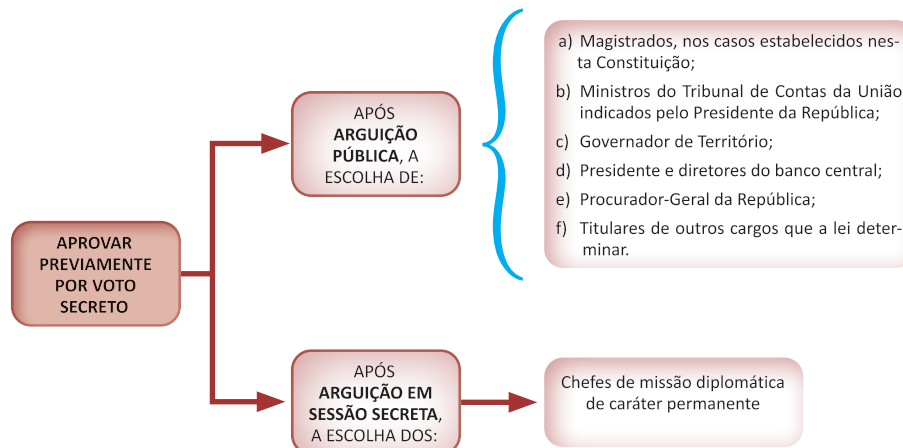 APROVAR
PREVIAMENTE
POR VOTO
SECRETO
APÓS
ARGUIÇÃO
PÚBLICA, A
ESCOLHA DE:
a) Magistrados, nos casos estabelecidos nes-
ta Constituição;
b) Ministros do Tribunal de Contas da União
indicados pelo Presidente da República;
c) Governador de Território;
d) Presidente e diretores do banco central;
e) Procurador-Geral da República;
f) Titulares de outros cargos que a lei deter-
minar.
APÓS
ARGUIÇÃO EM
SESSÃO SECRETA,
A ESCOLHA DOS:
Chefes de missão diplomática
de caráter permanente